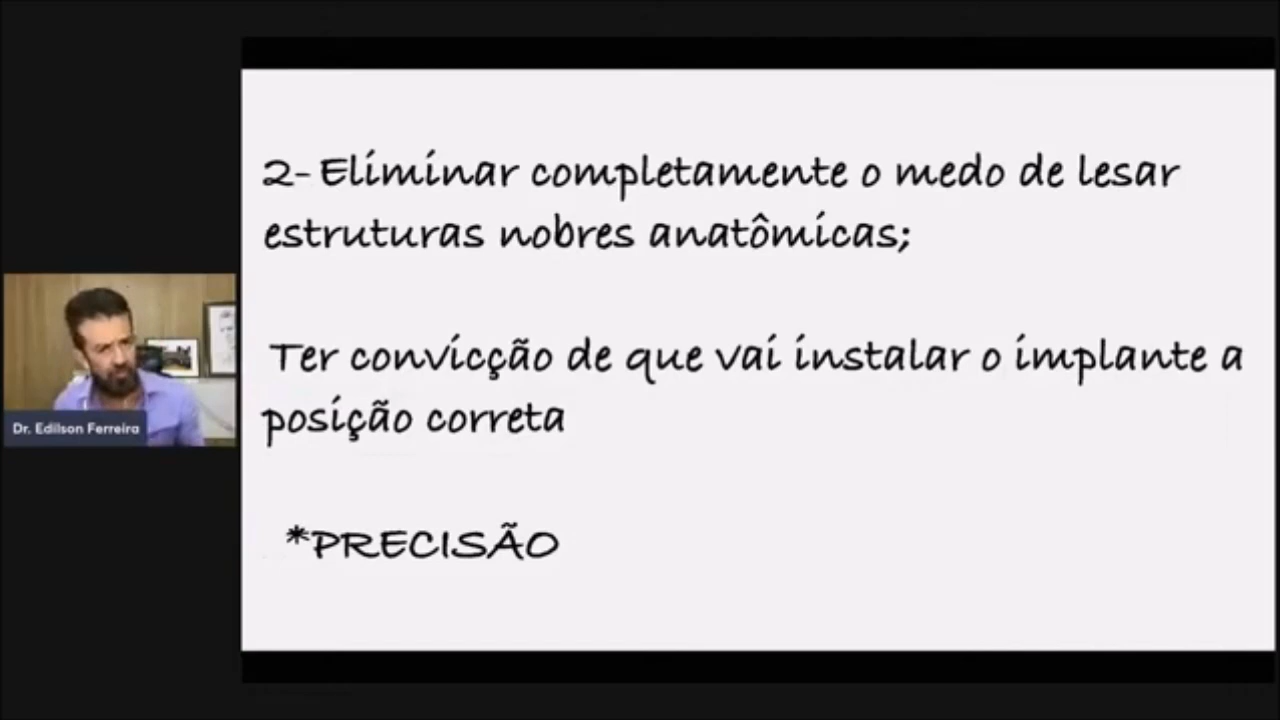 2- Eliminar completamente o medo de lesar
estruturas nobres anatômicas;
Ter convicção de que vai instalar o implante a
posição correta
*PRECISÃO
Dr. Edilson Ferreira